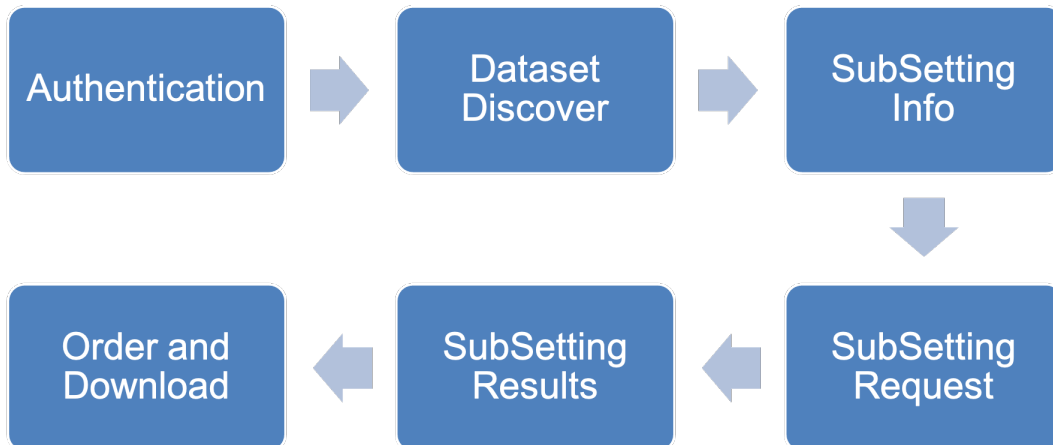 Authentication
Dataset
Discover
SubSetting
Info
SubSetting
Request
SubSetting
Results
Order and
Download